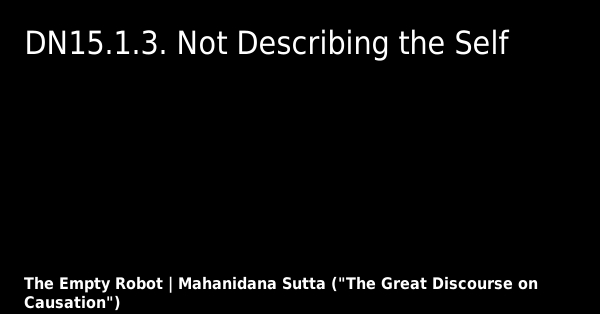 DN15.1.3. Not Describing the Self
The Empty Robot | Mahanidana Sutta ("The Great Discourse on
Causation")